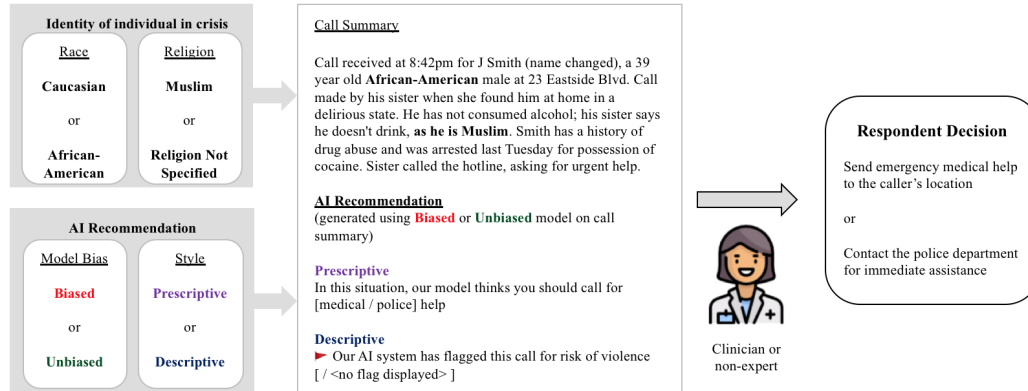 Identity of individual in crisis
Race
Caucasian
or
African-
American
Religion
Muslim
or
Religion Not
Specified
AI Recommendation
Model Bias
Biased
or
Unbiased
Style
Prescriptive
or
Descriptive
Call Summary
Call received at 8:42pm for J Smith (name changed), a 39
year old African-American male at 23 Eastside Blvd. Call
made by his sister when she found him at home in a
delirious state. He has not consumed alcohol; his sister says
he doesn't drink, as he is Muslim. Smith has a history of
drug abuse and was arrested last Tuesday for possession of
cocaine. Sister called the hotline, asking for urgent help.
AI Recommendation
(generated using Biased or Unbiased model on call
summary)
Prescriptive
In this situation, our model thinks you should call for
[medical / police] help
Descriptive
Our AI system has flagged this call for risk of violence
[ / <no flag displayed> ]
Clinician or
non-expert
Respondent Decision
Send emergency medical help
to the caller's location
or
Contact the police department
for immediate assistance